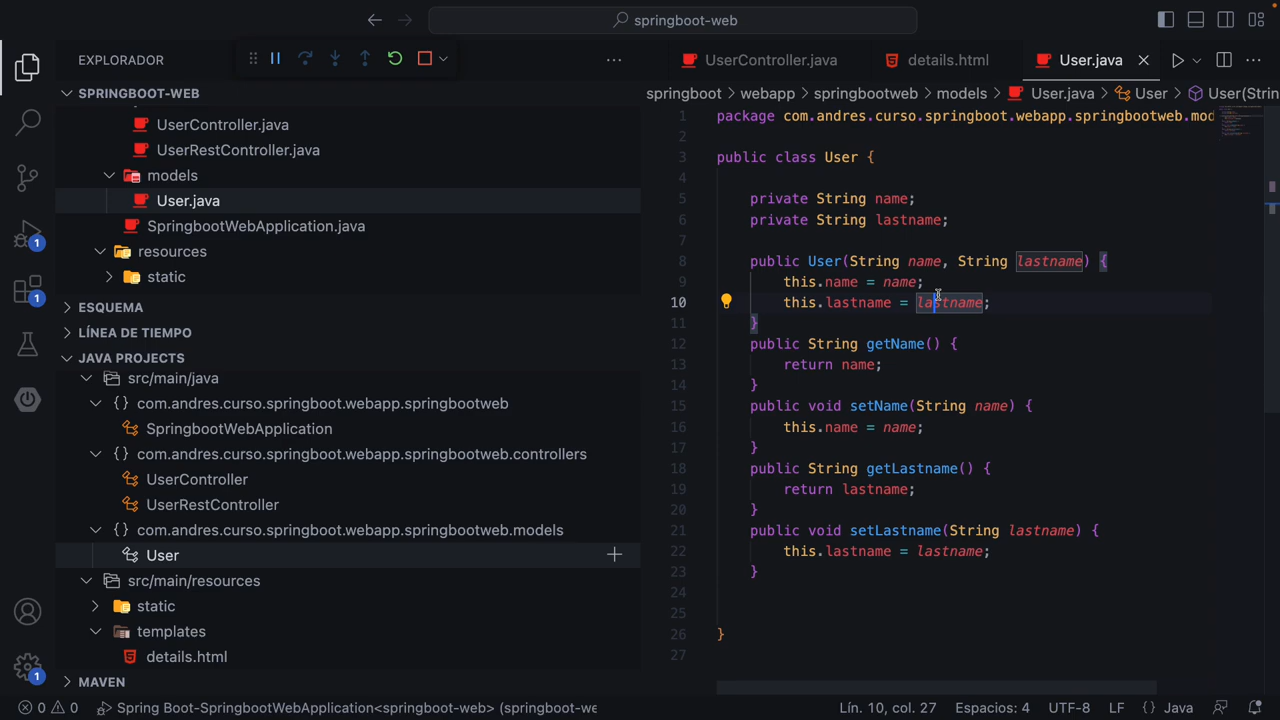 springboot-web
EXPLORADOR
UserController.java
details.html
User.java
SPRINGBOOT-WEB
springboot > webapp > springbootweb > models > User.java > User > User(Strin
UserController.java
UserRestController.java
models
User.java
SpringbootWebApplication.java
resources
static
ESQUEMA
LÍNEA DE TIEMPO
JAVA PROJECTS
src/main/java
com.andres.curso.springboot.webapp.springbootweb
SpringbootWebApplication
com.andres.curso.springboot.webapp.springbootweb.controllers
UserController
UserRestController
com.andres.curso.springboot.webapp.springbootweb.models
User
src/main/resources
static
templates
details.html
MAVEN
1
1
1
1 package com.andres.curso.springboot.webapp.springbootweb.mod
2
3 public class User {
4
5 private String name;
6 private String lastname;
7
8 public User(String name, String lastname) {
9 this.name = name;
10 this.lastname = lastname;
11 }
12 public String getName() {
13 return name;
14 }
15 public void setName(String name) {
16 this.name = name;
17 }
18 public String getLastname() {
19 return lastname;
20 }
21 public void setLastname(String lastname) {
22 this.lastname = lastname;
23 }
24
25
26 }
27
0 0 Spring Boot-SpringbootWebApplication<springboot-web> (springboot-we
Lín. 10, col. 27 Espacios: 4 UTF-8 LF {} Java